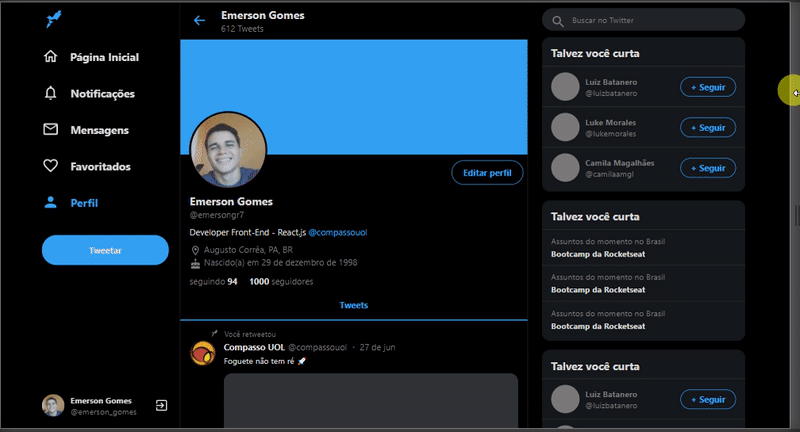 Página Inicial
Notificações
Mensagens
Favoritados
Perfil
Tweetar
Emerson Gomes
@emerson_gomes
Emerson Gomes
612 Tweets
Editar perfil
Emerson Gomes
@emersongr7
Developer Front-End - React.js @compassouol
Augusto Corrêa, PA, BR
Nascido(a) em 29 de dezembro de 1998
seguindo 94 1000 seguidores
Tweets
Você retweetou
Compasso UOL @compassouol · 27 de jun
Foguete não tem ré 🚀
Buscar no Twitter
Talvez você curta
Luiz Batanero
@luizbatanero
+ Seguir
Luke Morales
@lukemorales
+ Seguir
Camila Magalhães
@camilaamgl
+ Seguir
Talvez você curta
Assuntos do momento no Brasil
Bootcamp da Rocketseat
Assuntos do momento no Brasil
Bootcamp da Rocketseat
Assuntos do momento no Brasil
Bootcamp da Rocketseat
Talvez você curta
Luiz Batanero
@luizbatanero
+ Seguir